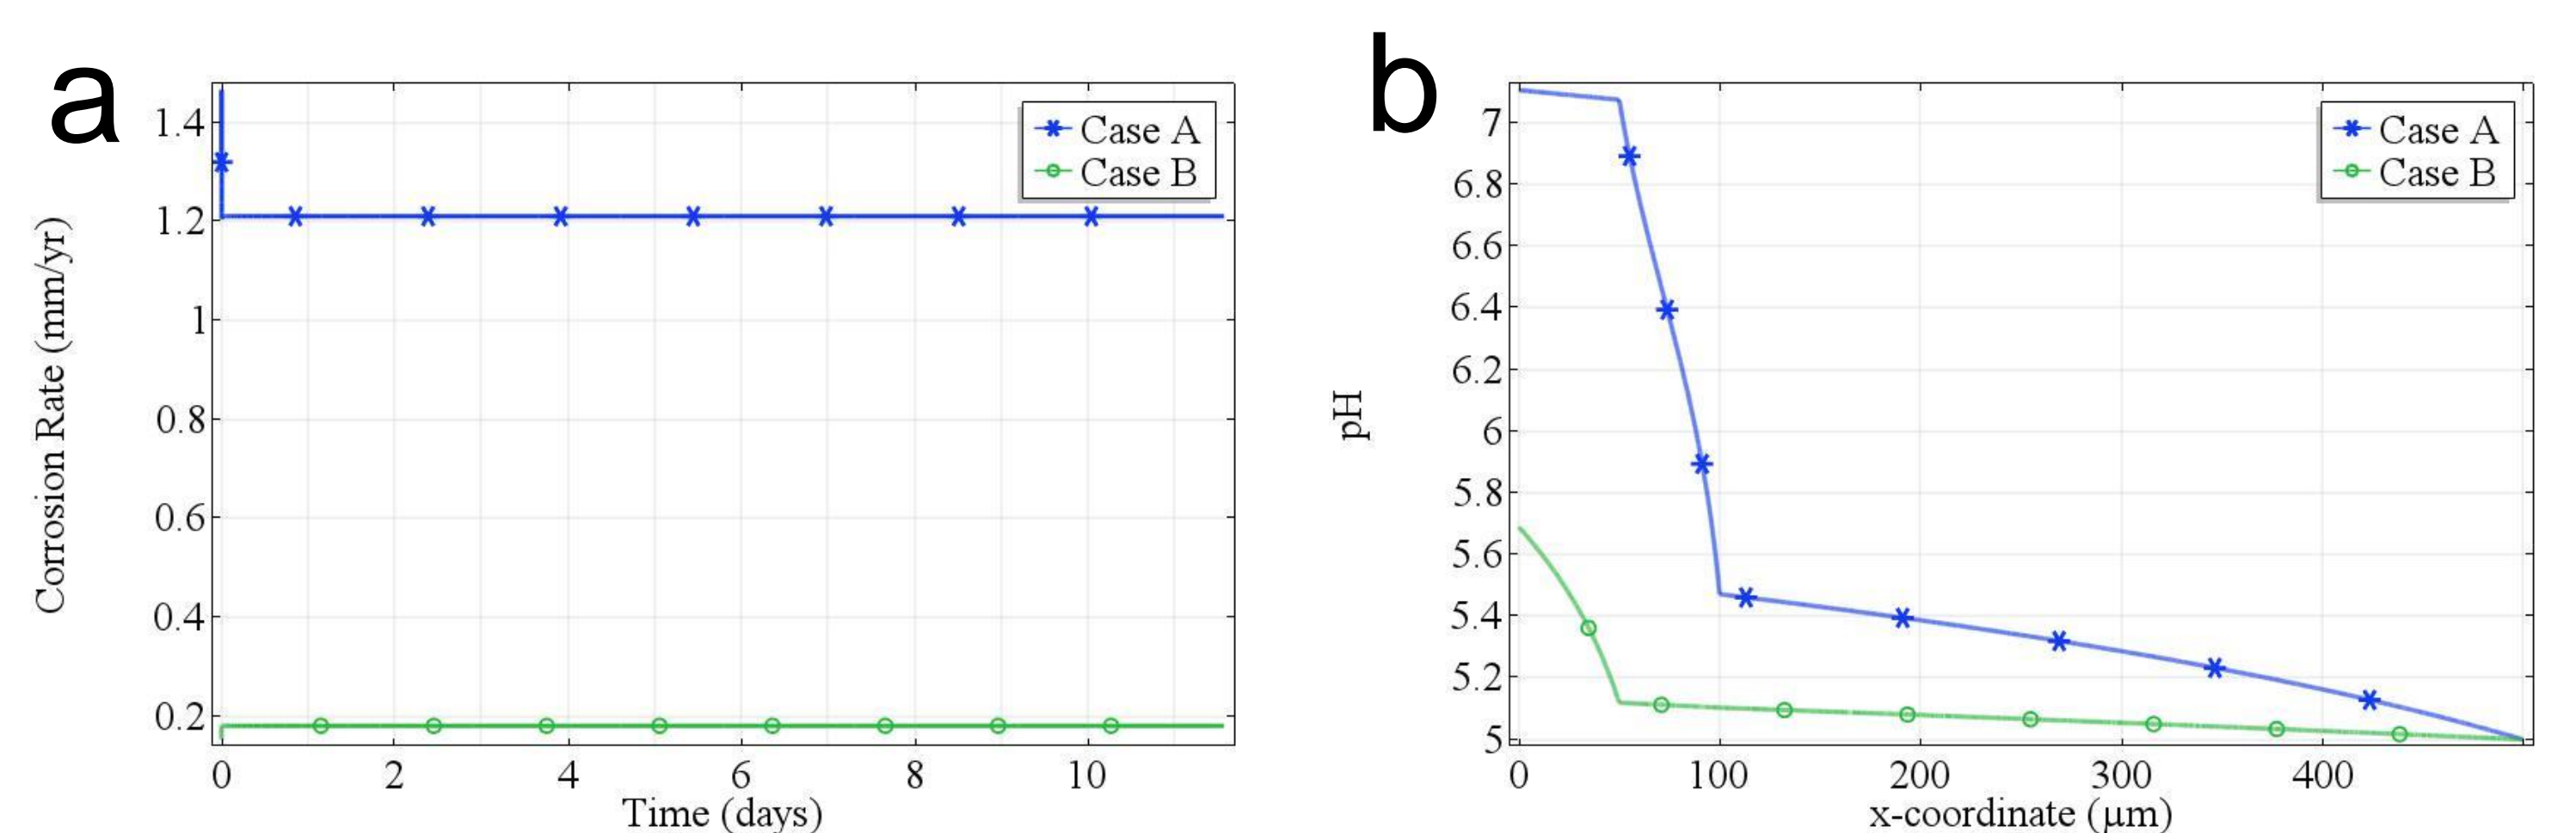 a
Corrosion Rate (mm/yr)
1.4
1.2
1
0.8
0.6
0.4
0.2
0 2 4 6 8 10
Time (days)
Case A
Case B
b
pH
7
6.8
6.6
6.4
6.2
6
5.8
5.6
5.4
5.2
5
0 100 200 300 400
x-coordinate (μm)
Case A
Case B